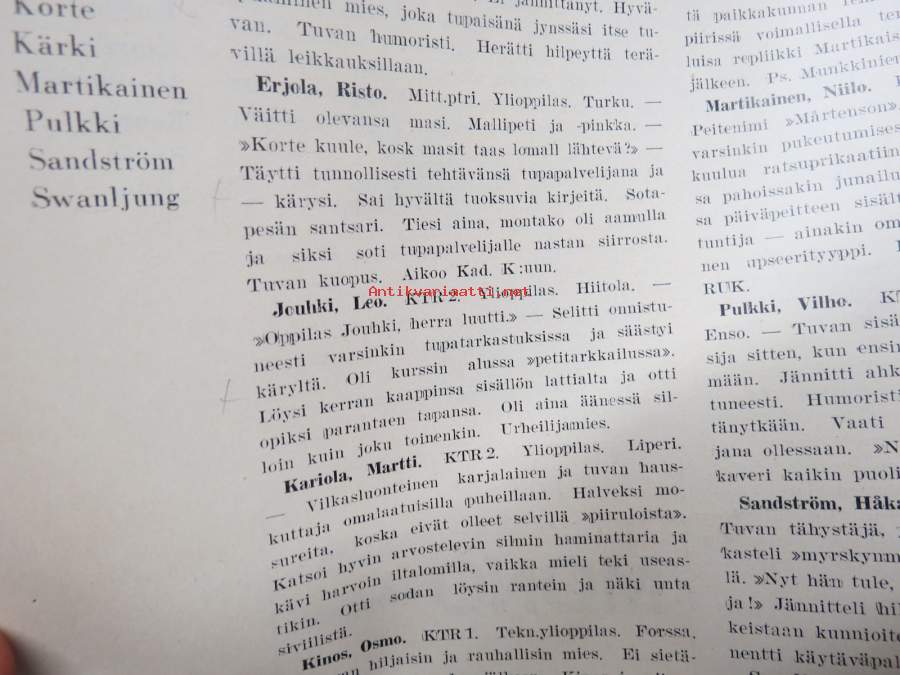 Korte
Kärki
Martikainen
Pulkki
Sandström
Swanljung
mies, joka tupaisänä jynssäsi itse tu-
van. Tuvan humoristi. Herätti hilpeyttä terä-
villä leikkauksillaan.
Erjola, Risto. Mitt.ptri. Ylioppilas. Turku. —
Väitti olevansa masi. Mallipeti ja -pinkka. —
»Korte kuule, kosk masit taas lomall lähtevä?» —
Täytti tunnollisesti tehtävänsä tupapalvelijana ja
— kärysi. Sai hyvältä tuoksuvia kirjeitä. Sota-
pesän santsari. Tiesi aina, montako oli aamulla
ja siksi soti tupapalvelijalle nastan siirrosta.
Tuvan kuopus. Aikoo Kad. K:uun.
Antikvariaatti.net
Jouhki, Leo. KTR 2. Ylioppilas. Hiitola. —
»Oppilas Jouhki, herra luutti.» — Selitti onnistu-
neesti varsinkin tupatarkastuksissa ja säästyi
käryltä. Oli kurssin alussa »petitarkkailussa».
Löysi kerran kaappinsa sisällön lattialta ja otti
opiksi parantaen tapansa. Oli aina äänessä sil-
loin kuin joku toinenkin. Urheilijamies.
Kariola, Martti. KTR 2. Ylioppilas. Liperi.
— Vilkasluonteinen karjalainen ja tuvan haus-
kuttaja omalaatuisilla puheillaan. Halveksi mo-
sureita, koska eivät olleet selvillä »piiruloista».
Katsoi hyvin arvostelevin silmin haminattaria ja
kävi harvoin iltalomilla, vaikka mieli teki useas-
tikin. Otti sodan löysin rantein ja näki unta
siviilistä.
Kinos, Osmo. KTR 1. Tekn.ylioppilas. Forssa.
hiljaisin ja rauhallisin mies. Ei sietä-
tä paikkakunnan
piirissä voimallisella
luisa repliikki
jälkeen. Ps.
Martikainen, Niilo.
Peitenimi »Mårtenson».
varsinkin pukeutumises
kuulua ratsuprikaatiin
sa pahoissakin junailu
sa päiväpeitteen sisält
tuntija — ainakin om
nen upseerityyppi.
RUK.
Pulkki, Vilho.
Enso. — Tuvan sisä
sija sitten, kun ensin
mään. Jännitti ahk
tuneesti. Humoristi
tänytkään. Vaati
jana ollessaan. »N
kaveri kaikin puoli
Sandström, Håka
Tuvan tähystäjä,
kasteli »myrskynm
lä. »Nyt hän tule,
ja!» Jännitteli
keistaan kunnioite
nentti käytäväpal